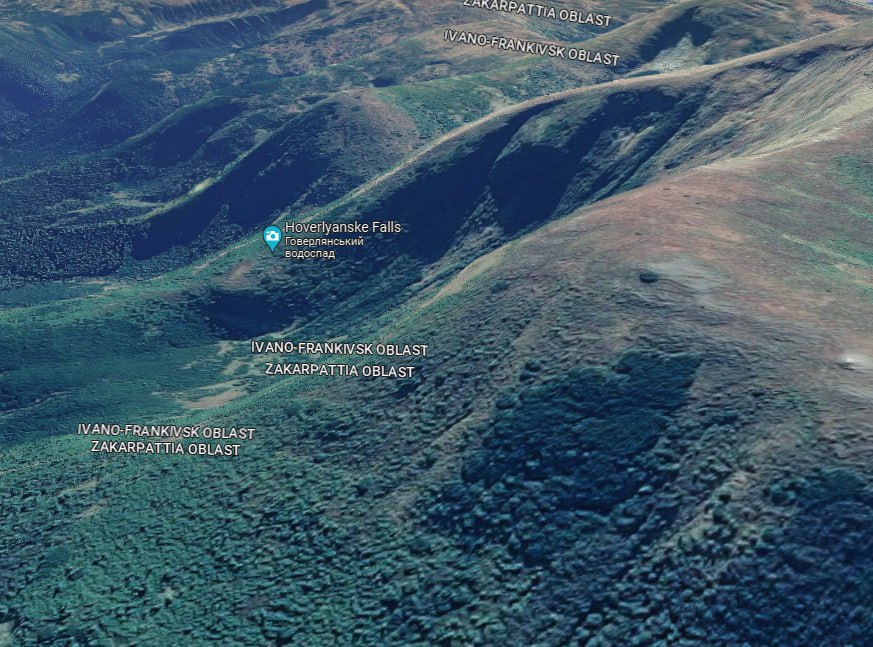 ZAKARPATTIA OBLAST
IVANO-FRANKIVSK OBLAST
Hoverlyanske Falls
Говерлянський
водоспад
IVANO-FRANKIVSK OBLAST
ZAKARPATTIA OBLAST
IVANO-FRANKIVSK OBLAST
ZAKARPATTIA OBLAST